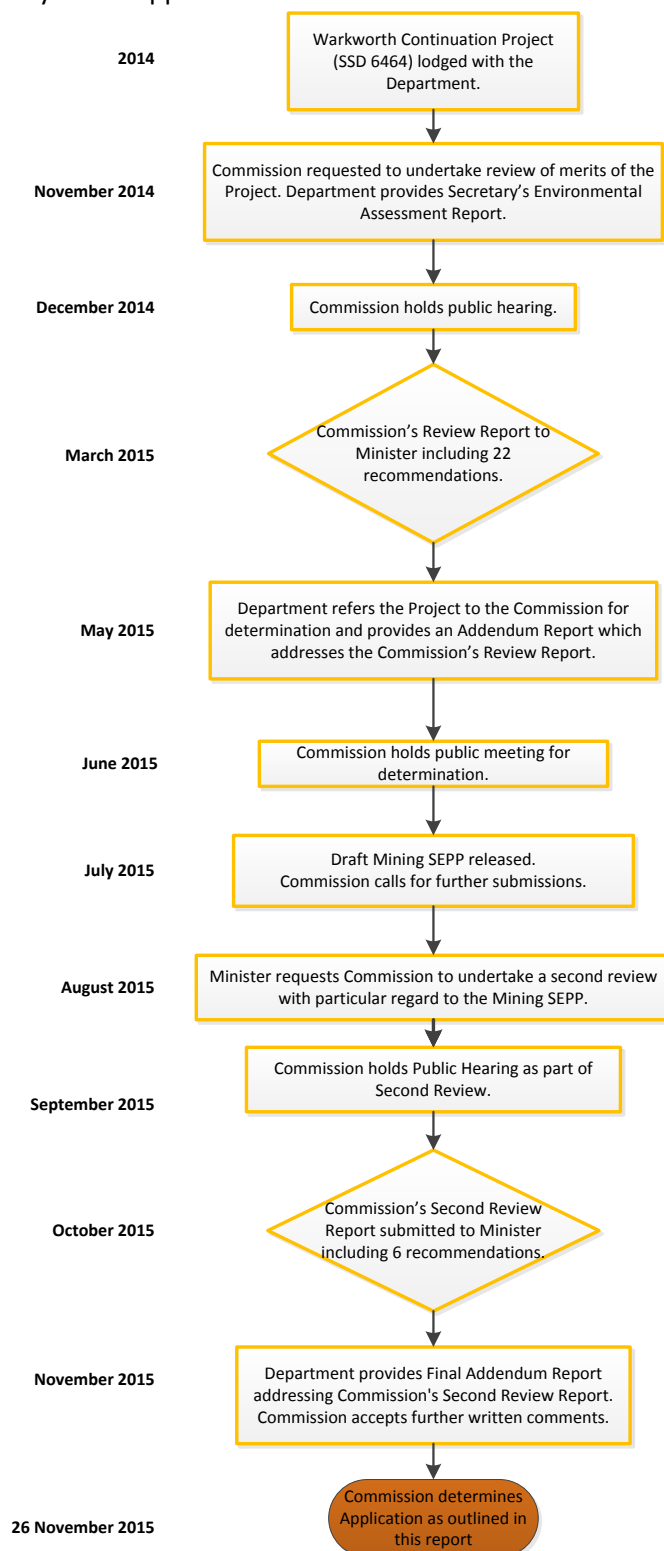 2014
Warkworth Continuation Project
(SSD 6464) lodged with the
Department.
November 2014
Commission requested to undertake review of merits of the
Project. Department provides Secretary's Environmental
Assessment Report.
December 2014
Commission holds public hearing.
March 2015
Commission's Review Report to
Minister including 22
recommendations.
May 2015
Department refers the Project to the Commission for
determination and provides an Addendum Report which
addresses the Commission's Review Report.
June 2015
Commission holds public meeting for
determination.
July 2015
Draft Mining SEPP released.
Commission calls for further submissions.
August 2015
Minister requests Commission to undertake a second review
with particular regard to the Mining SEPP.
September 2015
Commission holds Public Hearing as part of
Second Review.
October 2015
Commission's Second Review
Report submitted to Minister
including 6 recommendations.
November 2015
Department provides Final Addendum Report
addressing Commission's Second Review Report.
Commission accepts further written comments.
26 November 2015
Commission determines
Application as outlined in
this report